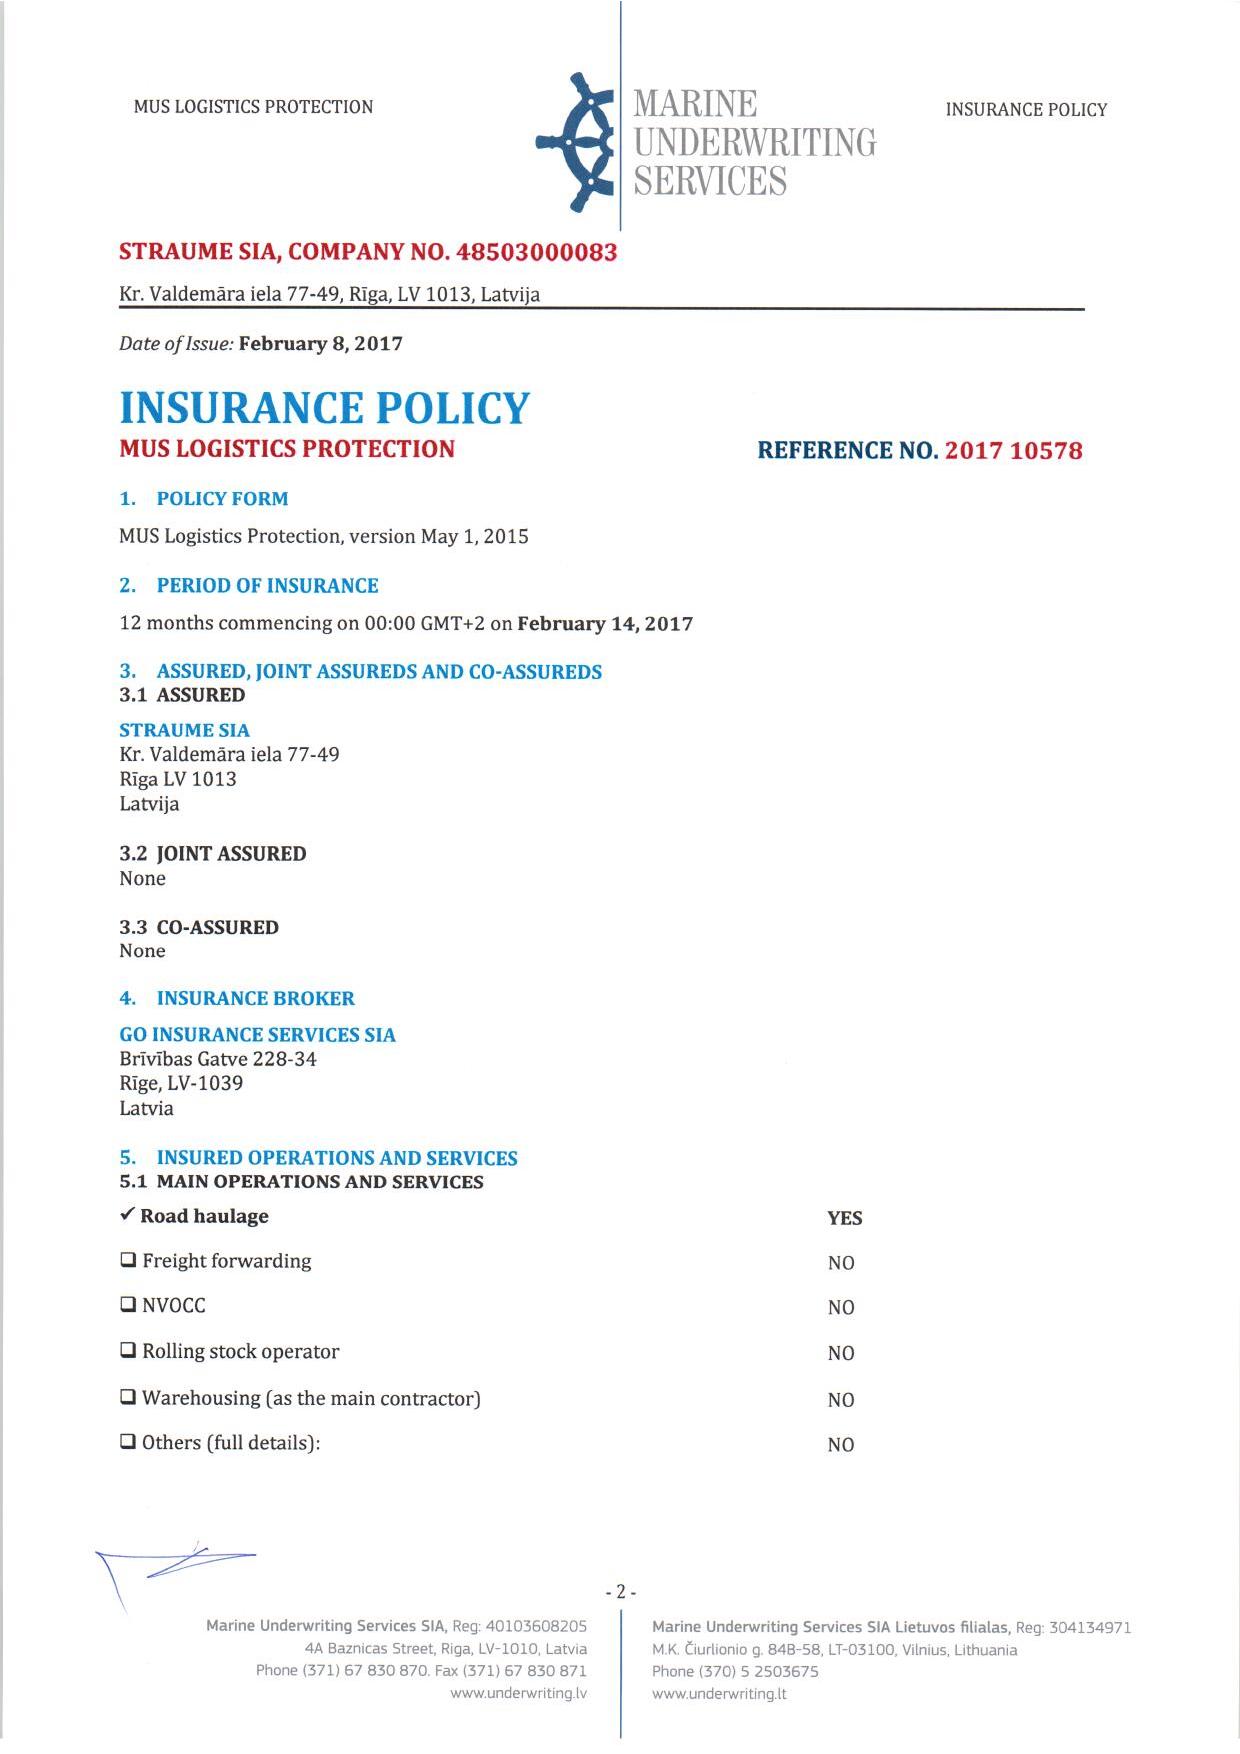 MUS LOGISTICS PROTECTION
MARINE
UNDERWRITING
SERVICES
INSURANCE POLICY
STRAUME SIA, COMPANY NO. 48503000083
Kr. Valdemāra iela 77-49, Rīga, LV 1013, Latvija
Date of Issue: February 8, 2017
INSURANCE POLICY
MUS LOGISTICS PROTECTION REFERENCE NO. 2017 10578
1. POLICY FORM
MUS Logistics Protection, version May 1, 2015
2. PERIOD OF INSURANCE
12 months commencing on 00:00 GMT+2 on February 14, 2017
3. ASSURED, JOINT ASSUREDS AND CO-ASSUREDS
3.1 ASSURED
STRAUME SIA
Kr. Valdemāra iela 77-49
Rīga LV 1013
Latvija
3.2 JOINT ASSURED
None
3.3 CO-ASSURED
None
4. INSURANCE BROKER
GO INSURANCE SERVICES SIA
Brīvības Gatve 228-34
Rīge, LV-1039
Latvia
5. INSURED OPERATIONS AND SERVICES
5.1 MAIN OPERATIONS AND SERVICES
✓ Road haulage YES
❑ Freight forwarding NO
❑ NVOCC NO
❑ Rolling stock operator NO
❑ Warehousing (as the main contractor) NO
❑ Others (full details): NO
- 2 -
Marine Underwriting Services SIA, Reg: 40103608205
4A Baznicas Street, Riga, LV-1010, Latvia
Phone (371) 67 830 870. Fax (371) 67 830 871
www.underwriting.lv
Marine Underwriting Services SIA Lietuvos filialas, Reg: 304134971
M.K. Čiurlionio g. 84B-58, LT-03100, Vilnius, Lithuania
Phone (370) 5 2503675
www.underwriting.lt